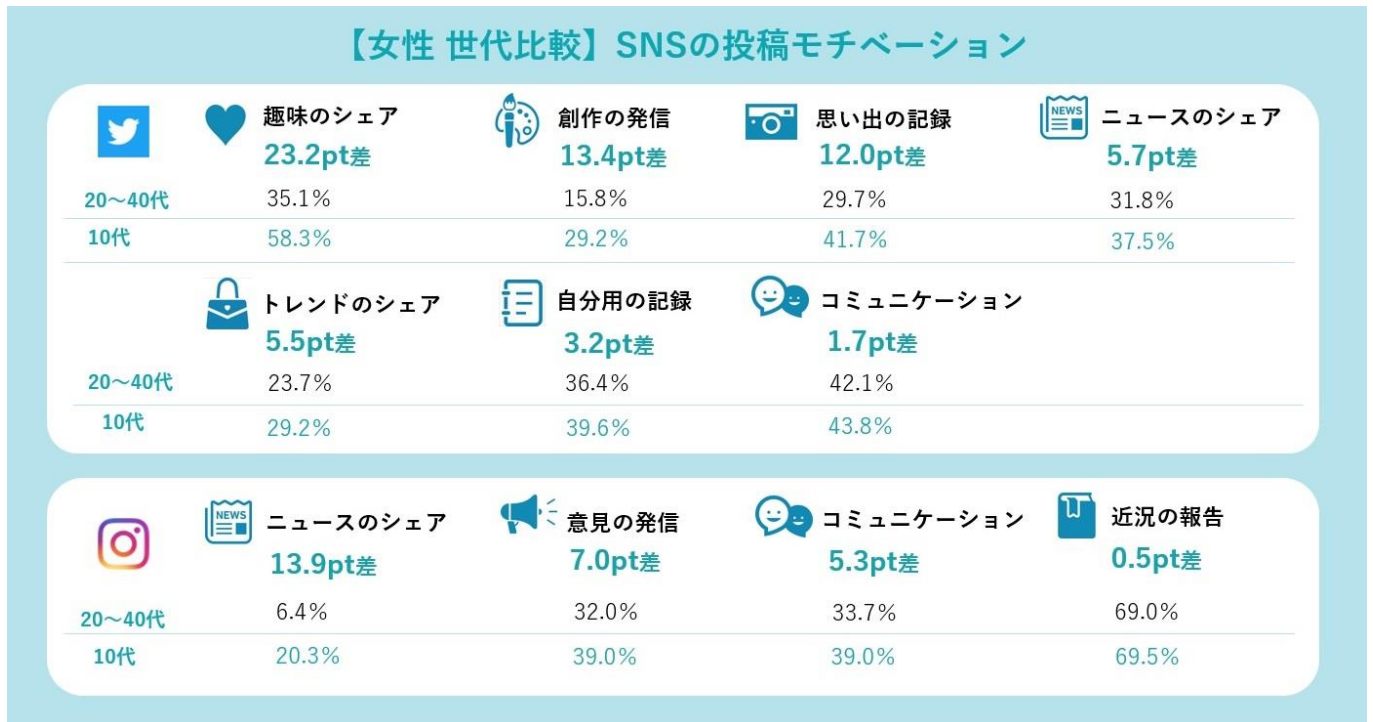 【女性 世代比較】SNSの投稿モチベーション
趣味のシェア 創作の発信 思い出の記録 NEWS ニュースのシェア
23.2pt差 13.4pt差 12.0pt差 5.7pt差
20～40代 35.1% 15.8% 29.7% 31.8%
10代 58.3% 29.2% 41.7% 37.5%
トレンドのシェア 自分用の記録 コミュニケーション
5.5pt差 3.2pt差 1.7pt差
20～40代 23.7% 36.4% 42.1%
10代 29.2% 39.6% 43.8%
NEWS ニュースのシェア 意見の発信 コミュニケーション 近況の報告
13.9pt差 7.0pt差 5.3pt差 0.5pt差
20～40代 6.4% 32.0% 33.7% 69.0%
10代 20.3% 39.0% 39.0% 69.5%